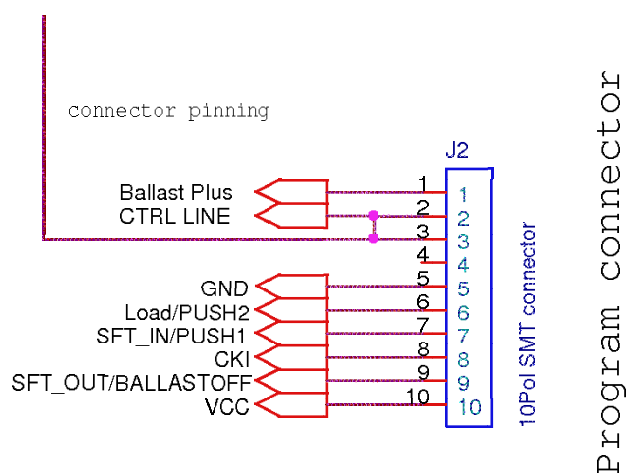 connector pinning
J2
Ballast Plus 1 1
CTRL LINE 2 2
3 3
4 4
GND 5 5
Load/PUSH2 6 6
SFT_IN/PUSH1 7 7
CKI 8 8
SFT_OUT/BALLASTOFF 9 9
VCC 10 10
10Pol SMT connector
Program connector